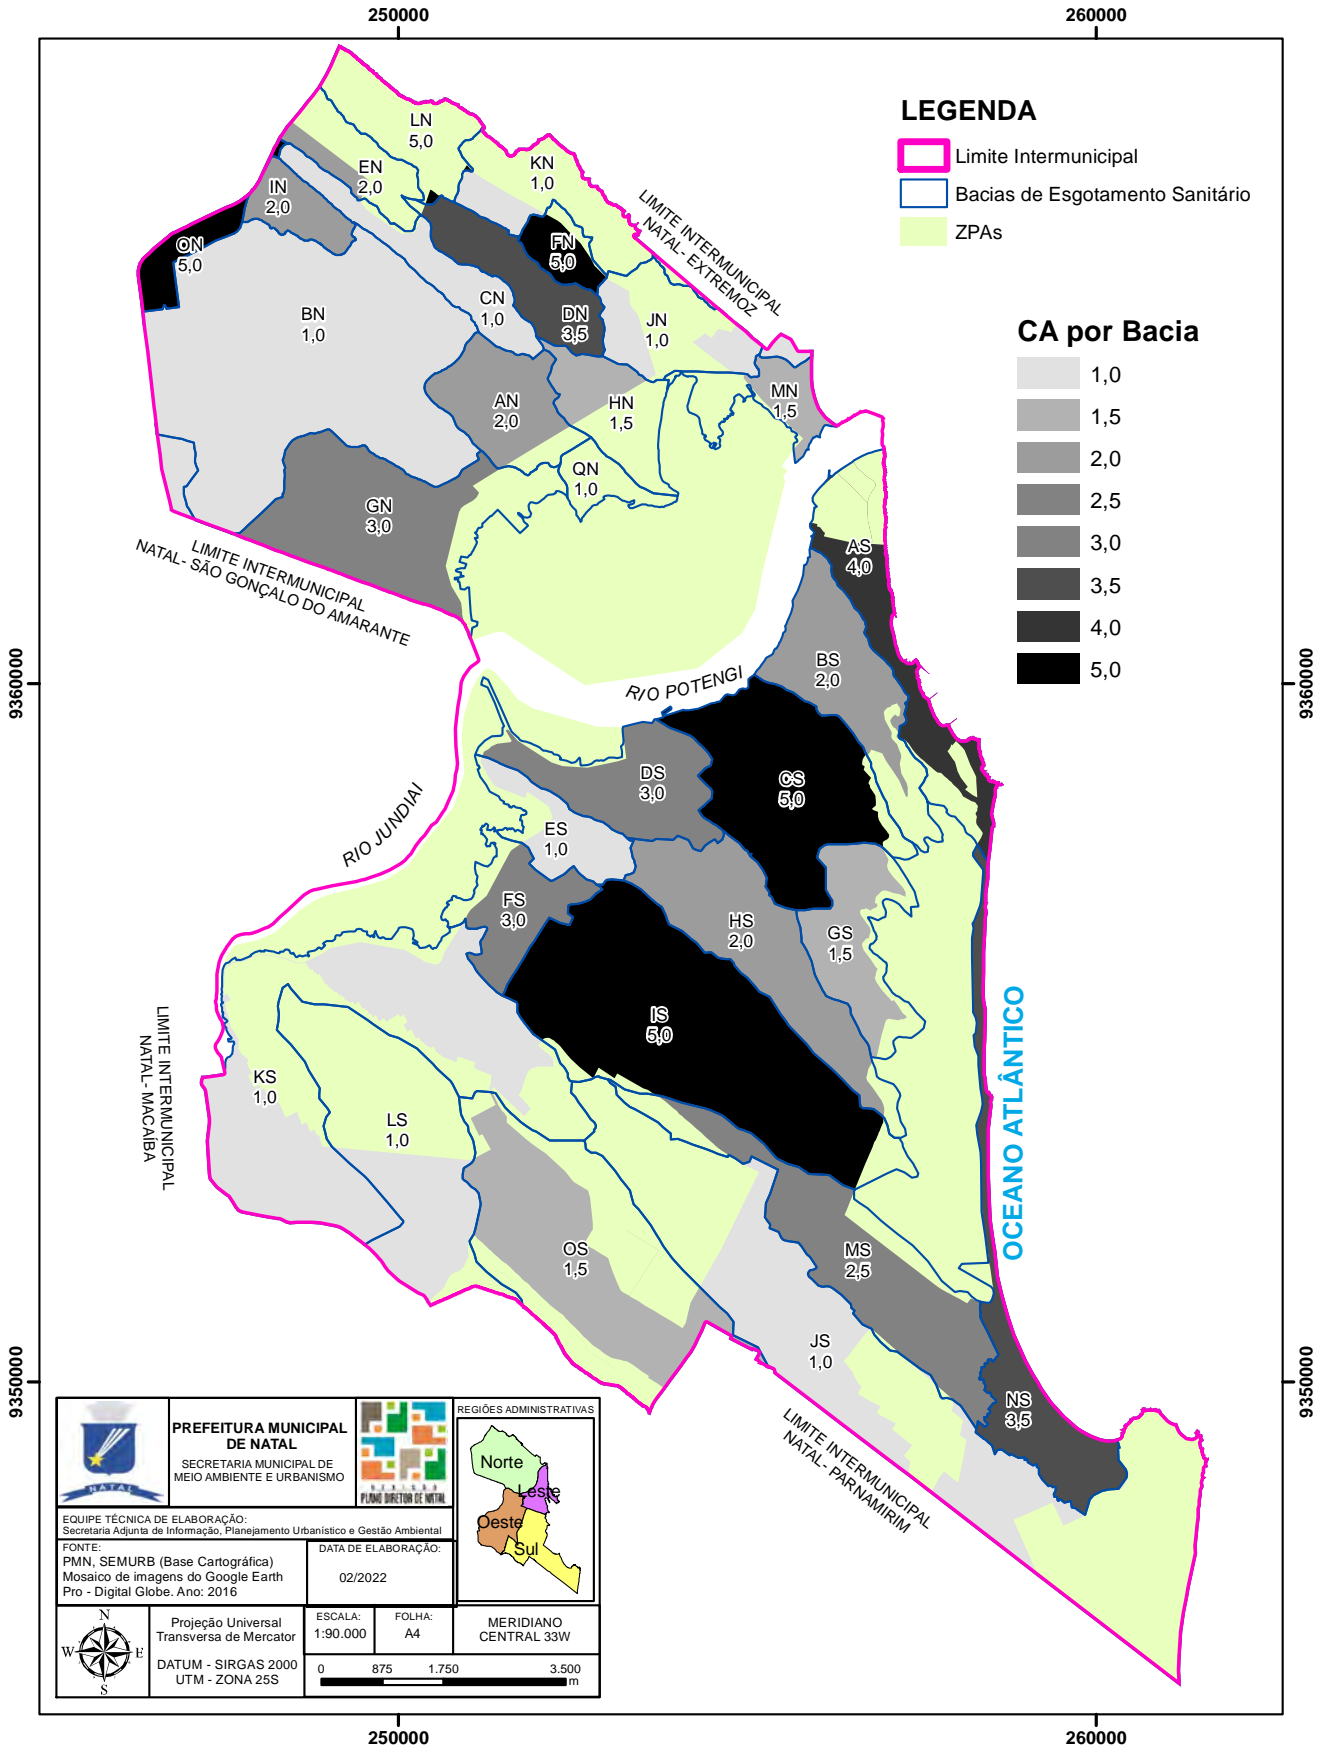 250000
260000
LEGENDA
Limite Intermunicipal
Bacias de Esgotamento Sanitário
ZPAs
CA por Bacia
1,0
1,5
2,0
2,5
3,0
3,5
4,0
5,0
LN
5,0
KN
1,0
EN
2,0
IN
2,0
ON
5,0
FN
5,0
BN
1,0
CN
1,0
DN
3,5
JN
1,0
AN
2,0
HN
1,5
MN
1,5
QN
1,0
GN
3,0
LIMITE INTERMUNICIPAL
NATAL- EXTREMOZ
LIMITE INTERMUNICIPAL
NATAL- SÃO GONÇALO DO AMARANTE
AS
4,0
BS
2,0
RIO POTENGI
9360000
9360000
DS
3,0
CS
5,0
RIO JUNDIAI
ES
1,0
FS
3,0
HS
2,0
GS
1,5
IS
5,0
OCEANO ATLÂNTICO
LIMITE INTERMUNICIPAL
NATAL- MACAÍBA
KS
1,0
LS
1,0
OS
1,5
MS
2,5
JS
1,0
NS
3,5
LIMITE INTERMUNICIPAL
NATAL- PARNAMIRIM
9350000
9350000
NATAL
PREFEITURA MUNICIPAL
DE NATAL
SECRETARIA MUNICIPAL DE
MEIO AMBIENTE E URBANISMO
REVISÃO
PLANO DIRETOR DE NATAL
REGIÕES ADMINISTRATIVAS
Norte
Leste
Oeste
Sul
EQUIPE TÉCNICA DE ELABORAÇÃO:
Secretaria Adjunta de Informação, Planejamento Urbanístico e Gestão Ambiental
FONTE:
PMN, SEMURB (Base Cartográfica)
Mosaico de imagens do Google Earth
Pro - Digital Globe. Ano: 2016
DATA DE ELABORAÇÃO:
02/2022
N
W
E
S
Projeção Universal
Transversa de Mercator
DATUM - SIRGAS 2000
UTM - ZONA 25S
ESCALA:
1:90.000
FOLHA:
A4
MERIDIANO
CENTRAL 33W
0 875 1.750 3.500
m
250000
260000